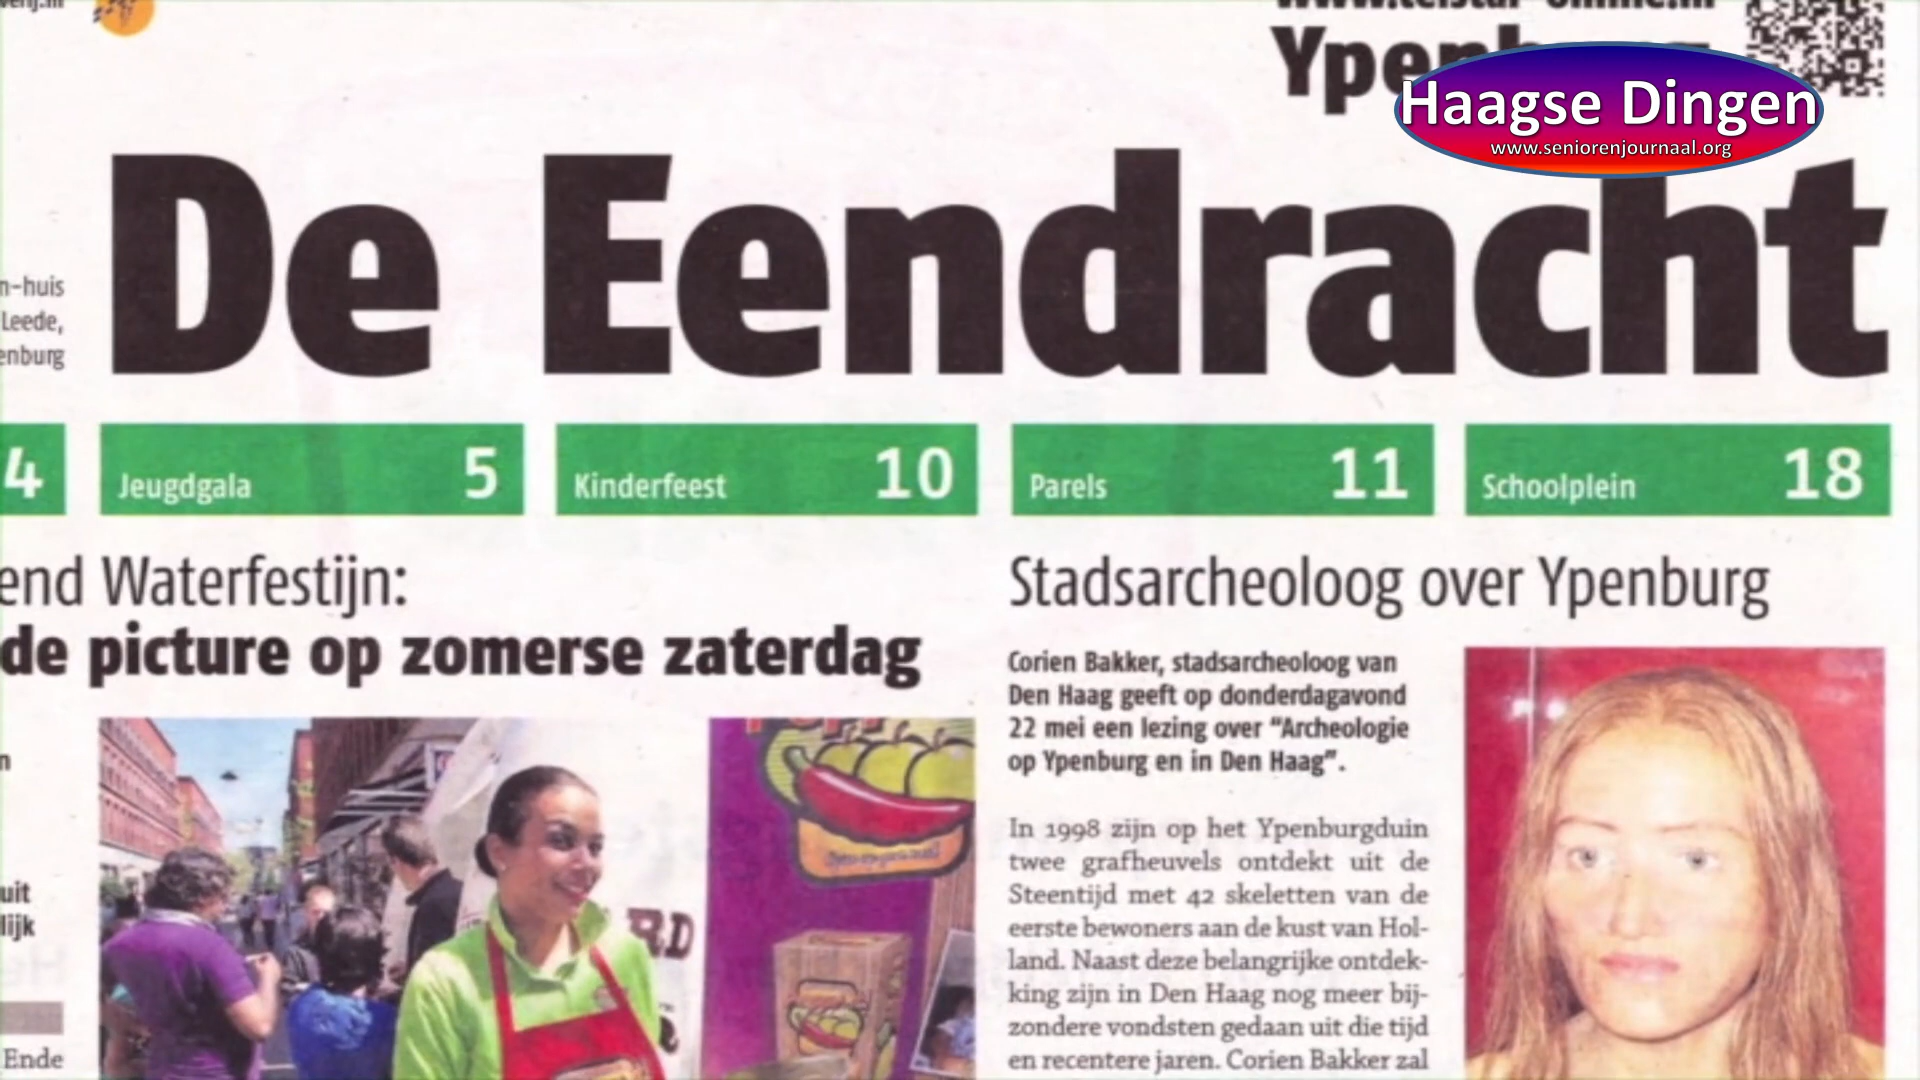 Haagse Dingen
www.seniorenjournaal.org
De Eendracht
n-huis
Leede,
enburg
4
Jeugdgala 5
Kinderfeest 10
Parels 11
Schoolplein 18
end Waterfestijn:
de picture op zomerse zaterdag
uit
lijk
Ende
RD
Stadsarcheoloog over Ypenburg
Corien Bakker, stadsarcheoloog van
Den Haag geeft op donderdagavond
22 mei een lezing over “Archeologie
op Ypenburg en in Den Haag”.
In 1998 zijn op het Ypenburgduin
twee grafheuvels ontdekt uit de
Steentijd met 42 skeletten van de
eerste bewoners aan de kust van Hol-
land. Naast deze belangrijke ontdek-
king zijn in Den Haag nog meer bij-
zondere vondsten gedaan uit die tijd
en recentere jaren. Corien Bakker zal